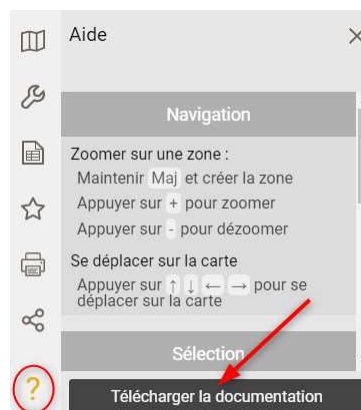 Aide
Navigation
Zoomer sur une zone :
Maintenir Maj et créer la zone
Appuyer sur + pour zoomer
Appuyer sur - pour dézoomer
Se déplacer sur la carte
Appuyer sur ↑ ↓ ← → pour se
déplacer sur la carte
Sélection
?
Télécharger la documentation